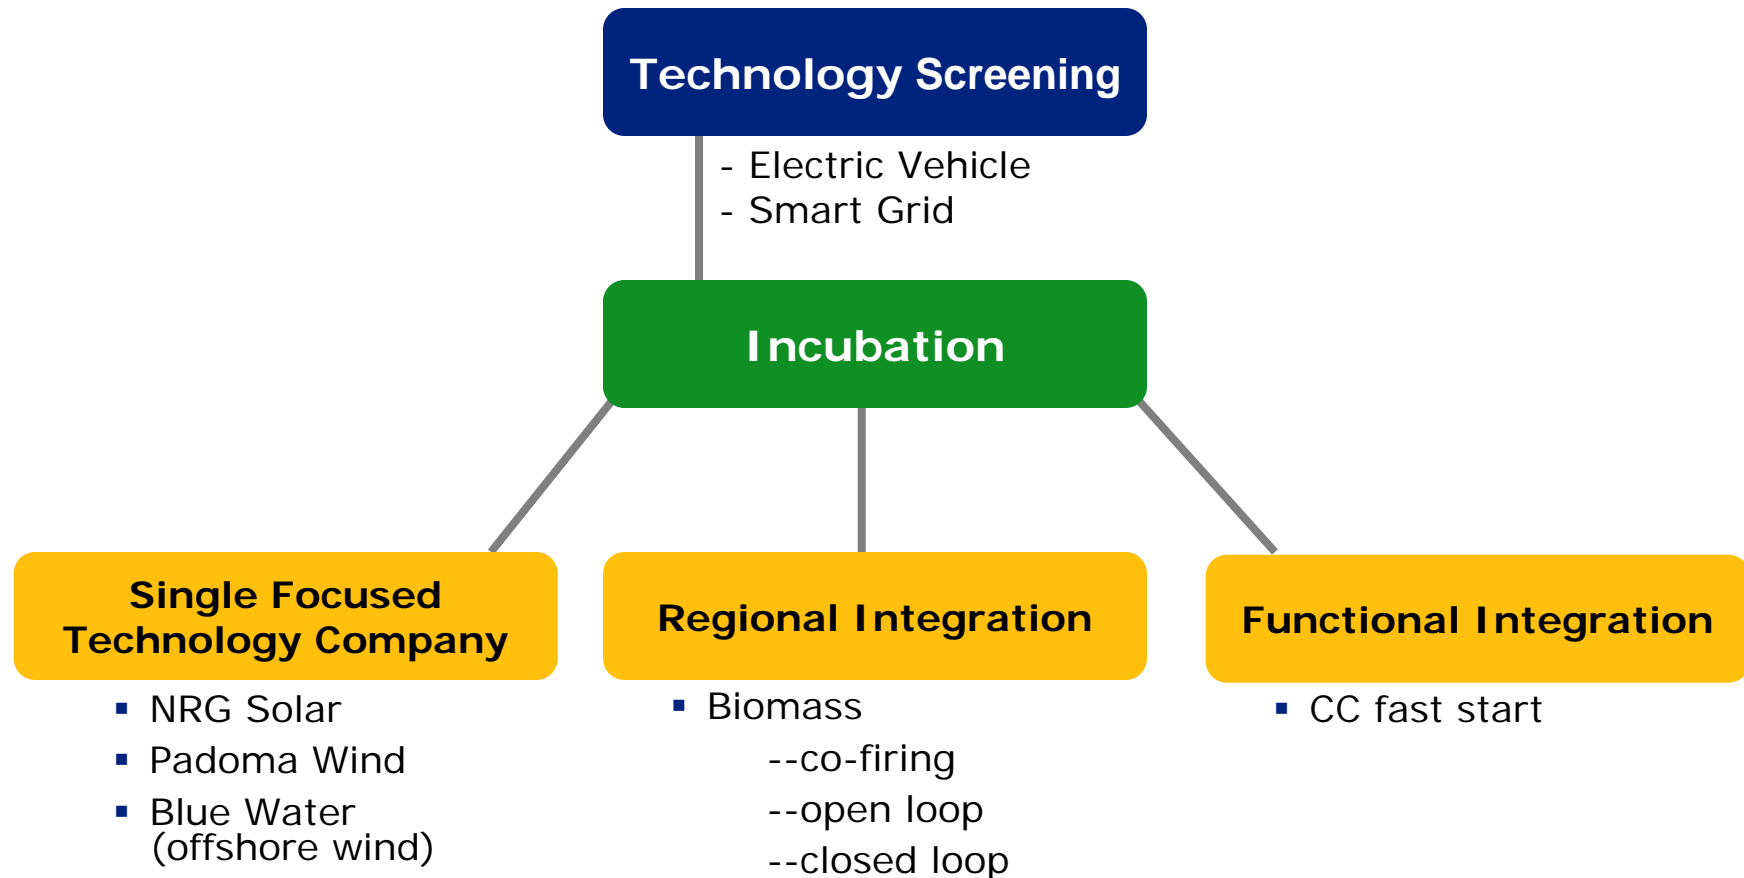 Technology Screening
- Electric Vehicle
- Smart Grid
Incubation
Single Focused
Technology Company
▪ NRG Solar
▪ Padoma Wind
▪ Blue Water
(offshore wind)
Regional Integration
▪ Biomass
--co-firing
--open loop
--closed loop
Functional Integration
▪ CC fast start